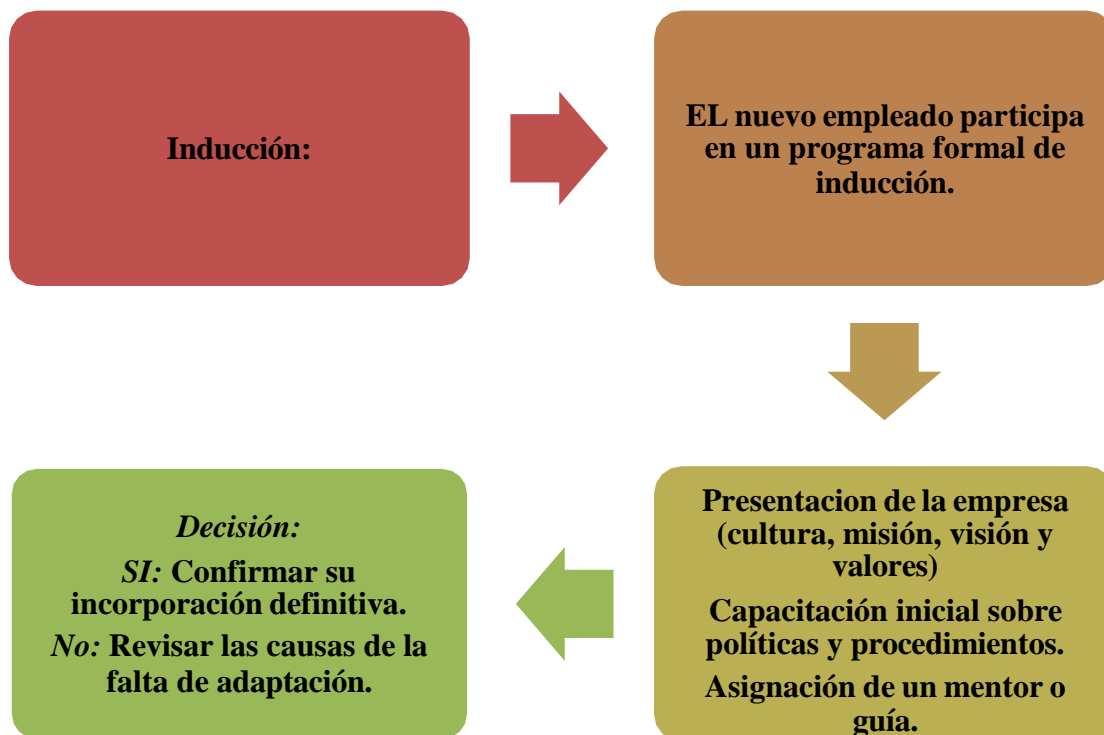 Inducción:
EL nuevo empleado participa
en un programa formal de
inducción.
Presentacion de la empresa
(cultura, misión, visión y
valores)
Capacitación inicial sobre
políticas y procedimientos.
Asignación de un mentor o
guía.
Decisión:
SI: Confirmar su
incorporación definitiva.
No: Revisar las causas de la
falta de adaptación.